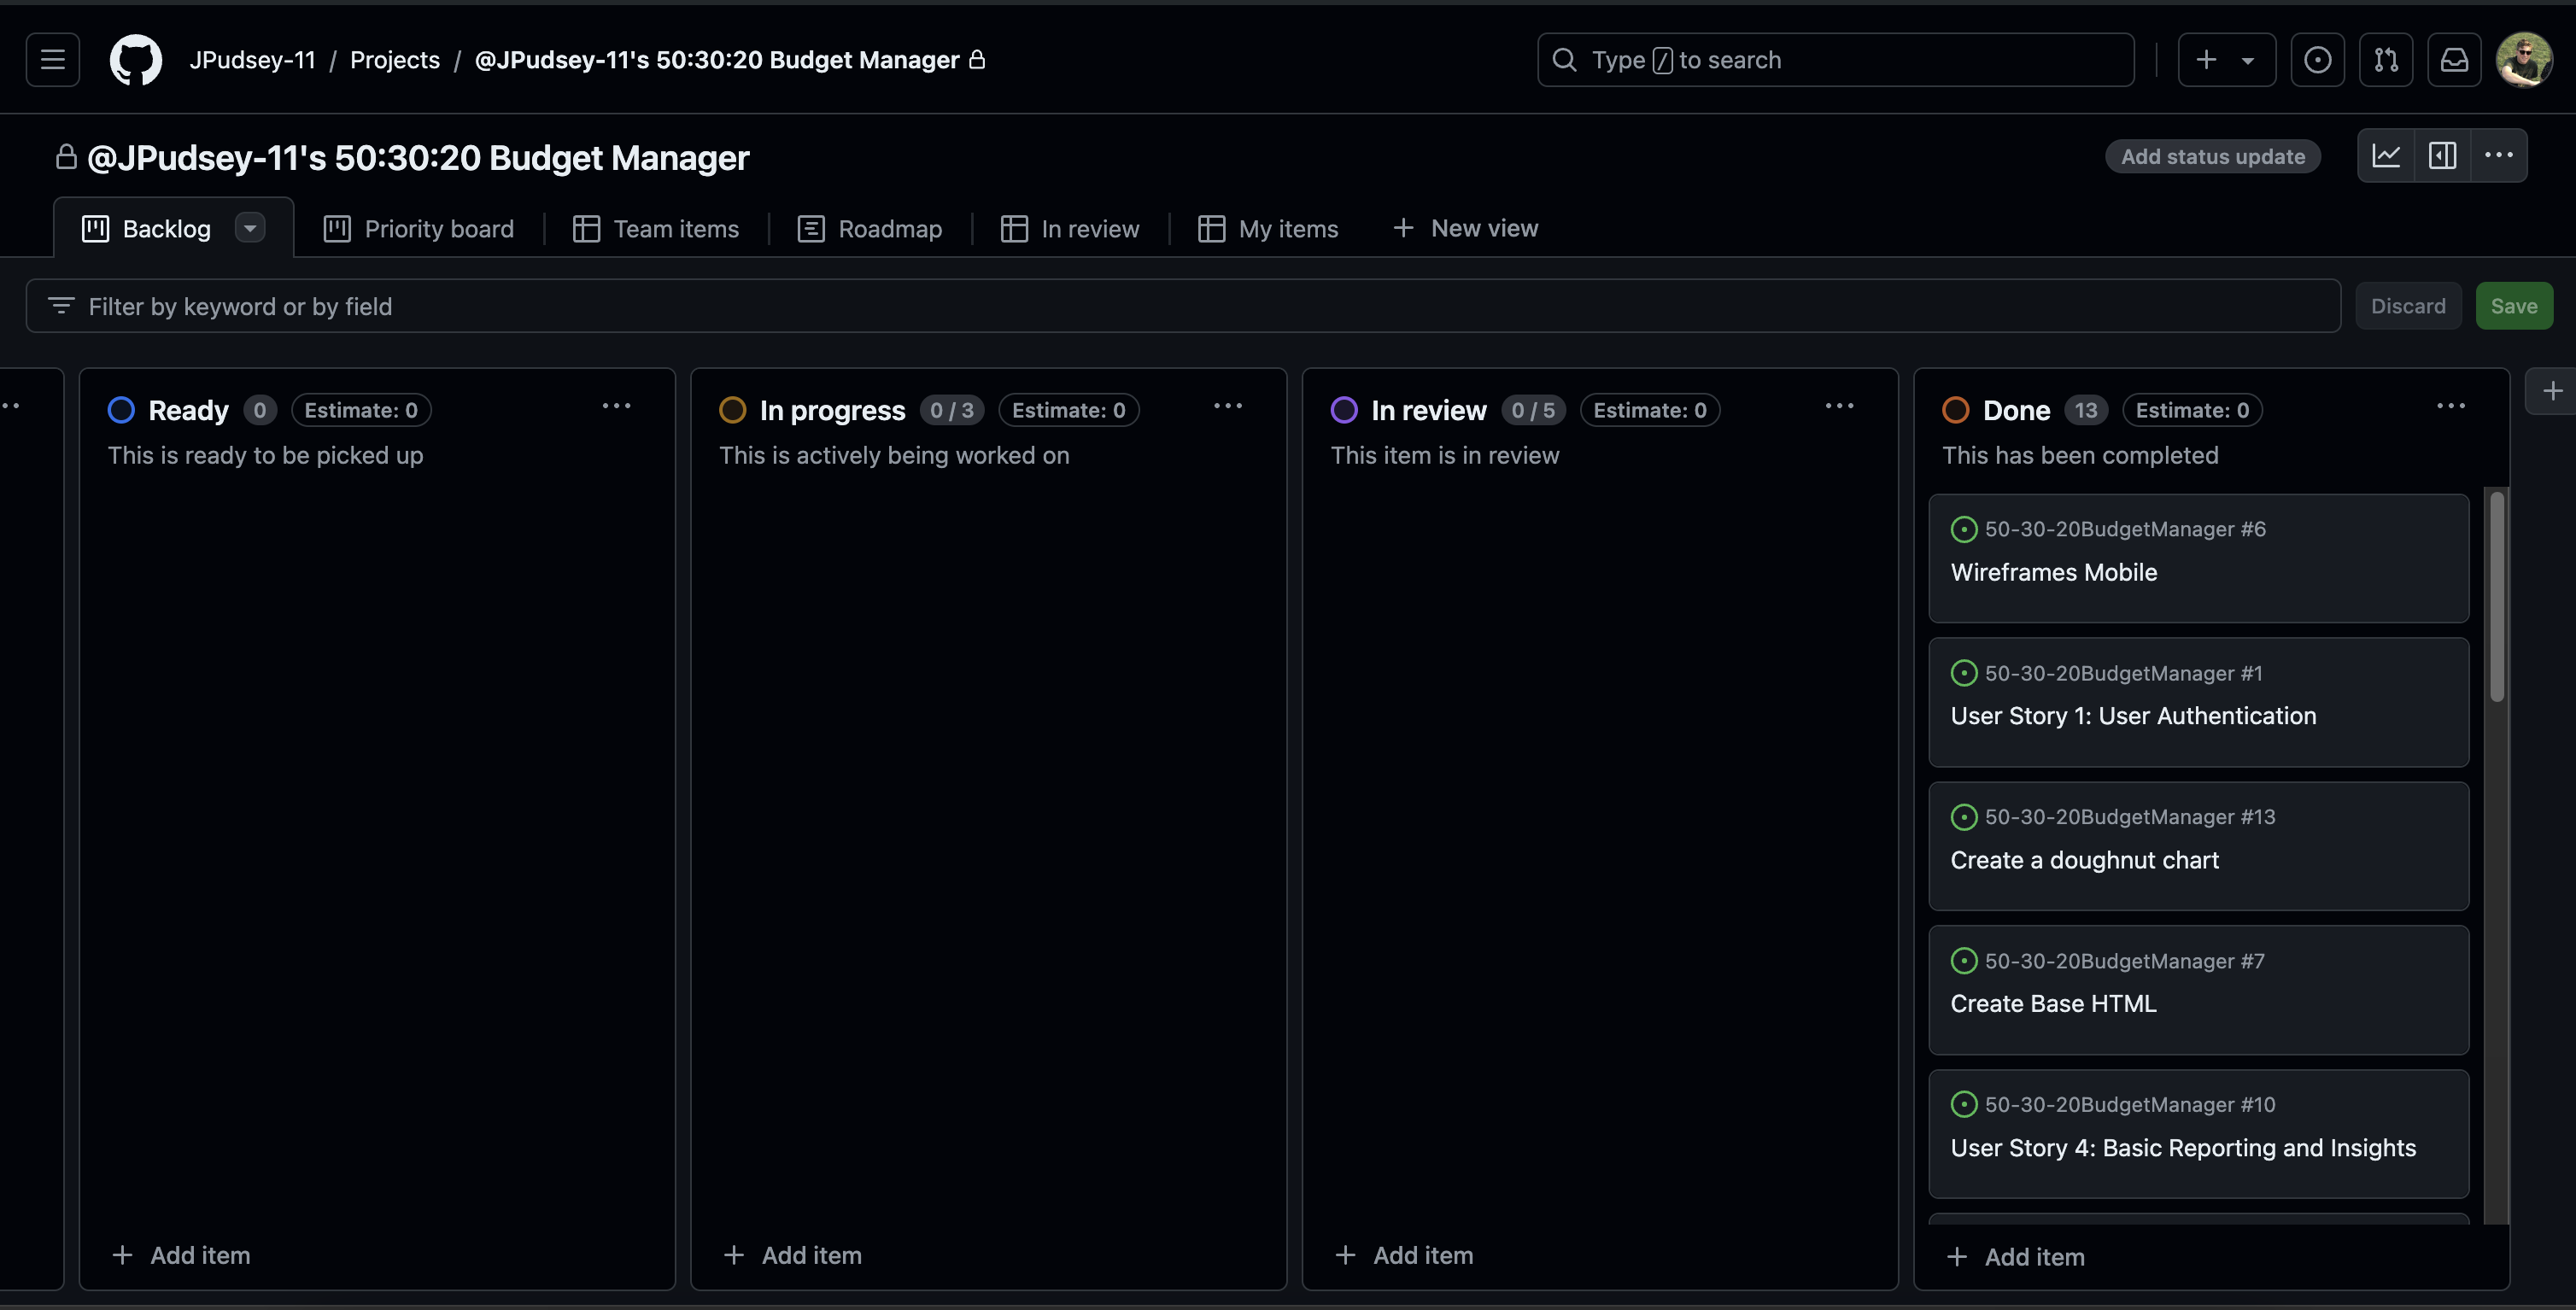 JPudsey-11 / Projects / @JPudsey-11's 50:30:20 Budget Manager
Type / to search
@JPudsey-11's 50:30:20 Budget Manager
Add status update
Backlog
Priority board
Team items
Roadmap
In review
My items
New view
Filter by keyword or by field
Discard
Save
Ready 0 Estimate: 0
This is ready to be picked up
Add item
In progress 0 / 3 Estimate: 0
This is actively being worked on
Add item
In review 0 / 5 Estimate: 0
This item is in review
Add item
Done 13 Estimate: 0
This has been completed
50-30-20BudgetManager #6
Wireframes Mobile
50-30-20BudgetManager #1
User Story 1: User Authentication
50-30-20BudgetManager #13
Create a doughnut chart
50-30-20BudgetManager #7
Create Base HTML
50-30-20BudgetManager #10
User Story 4: Basic Reporting and Insights
Add item